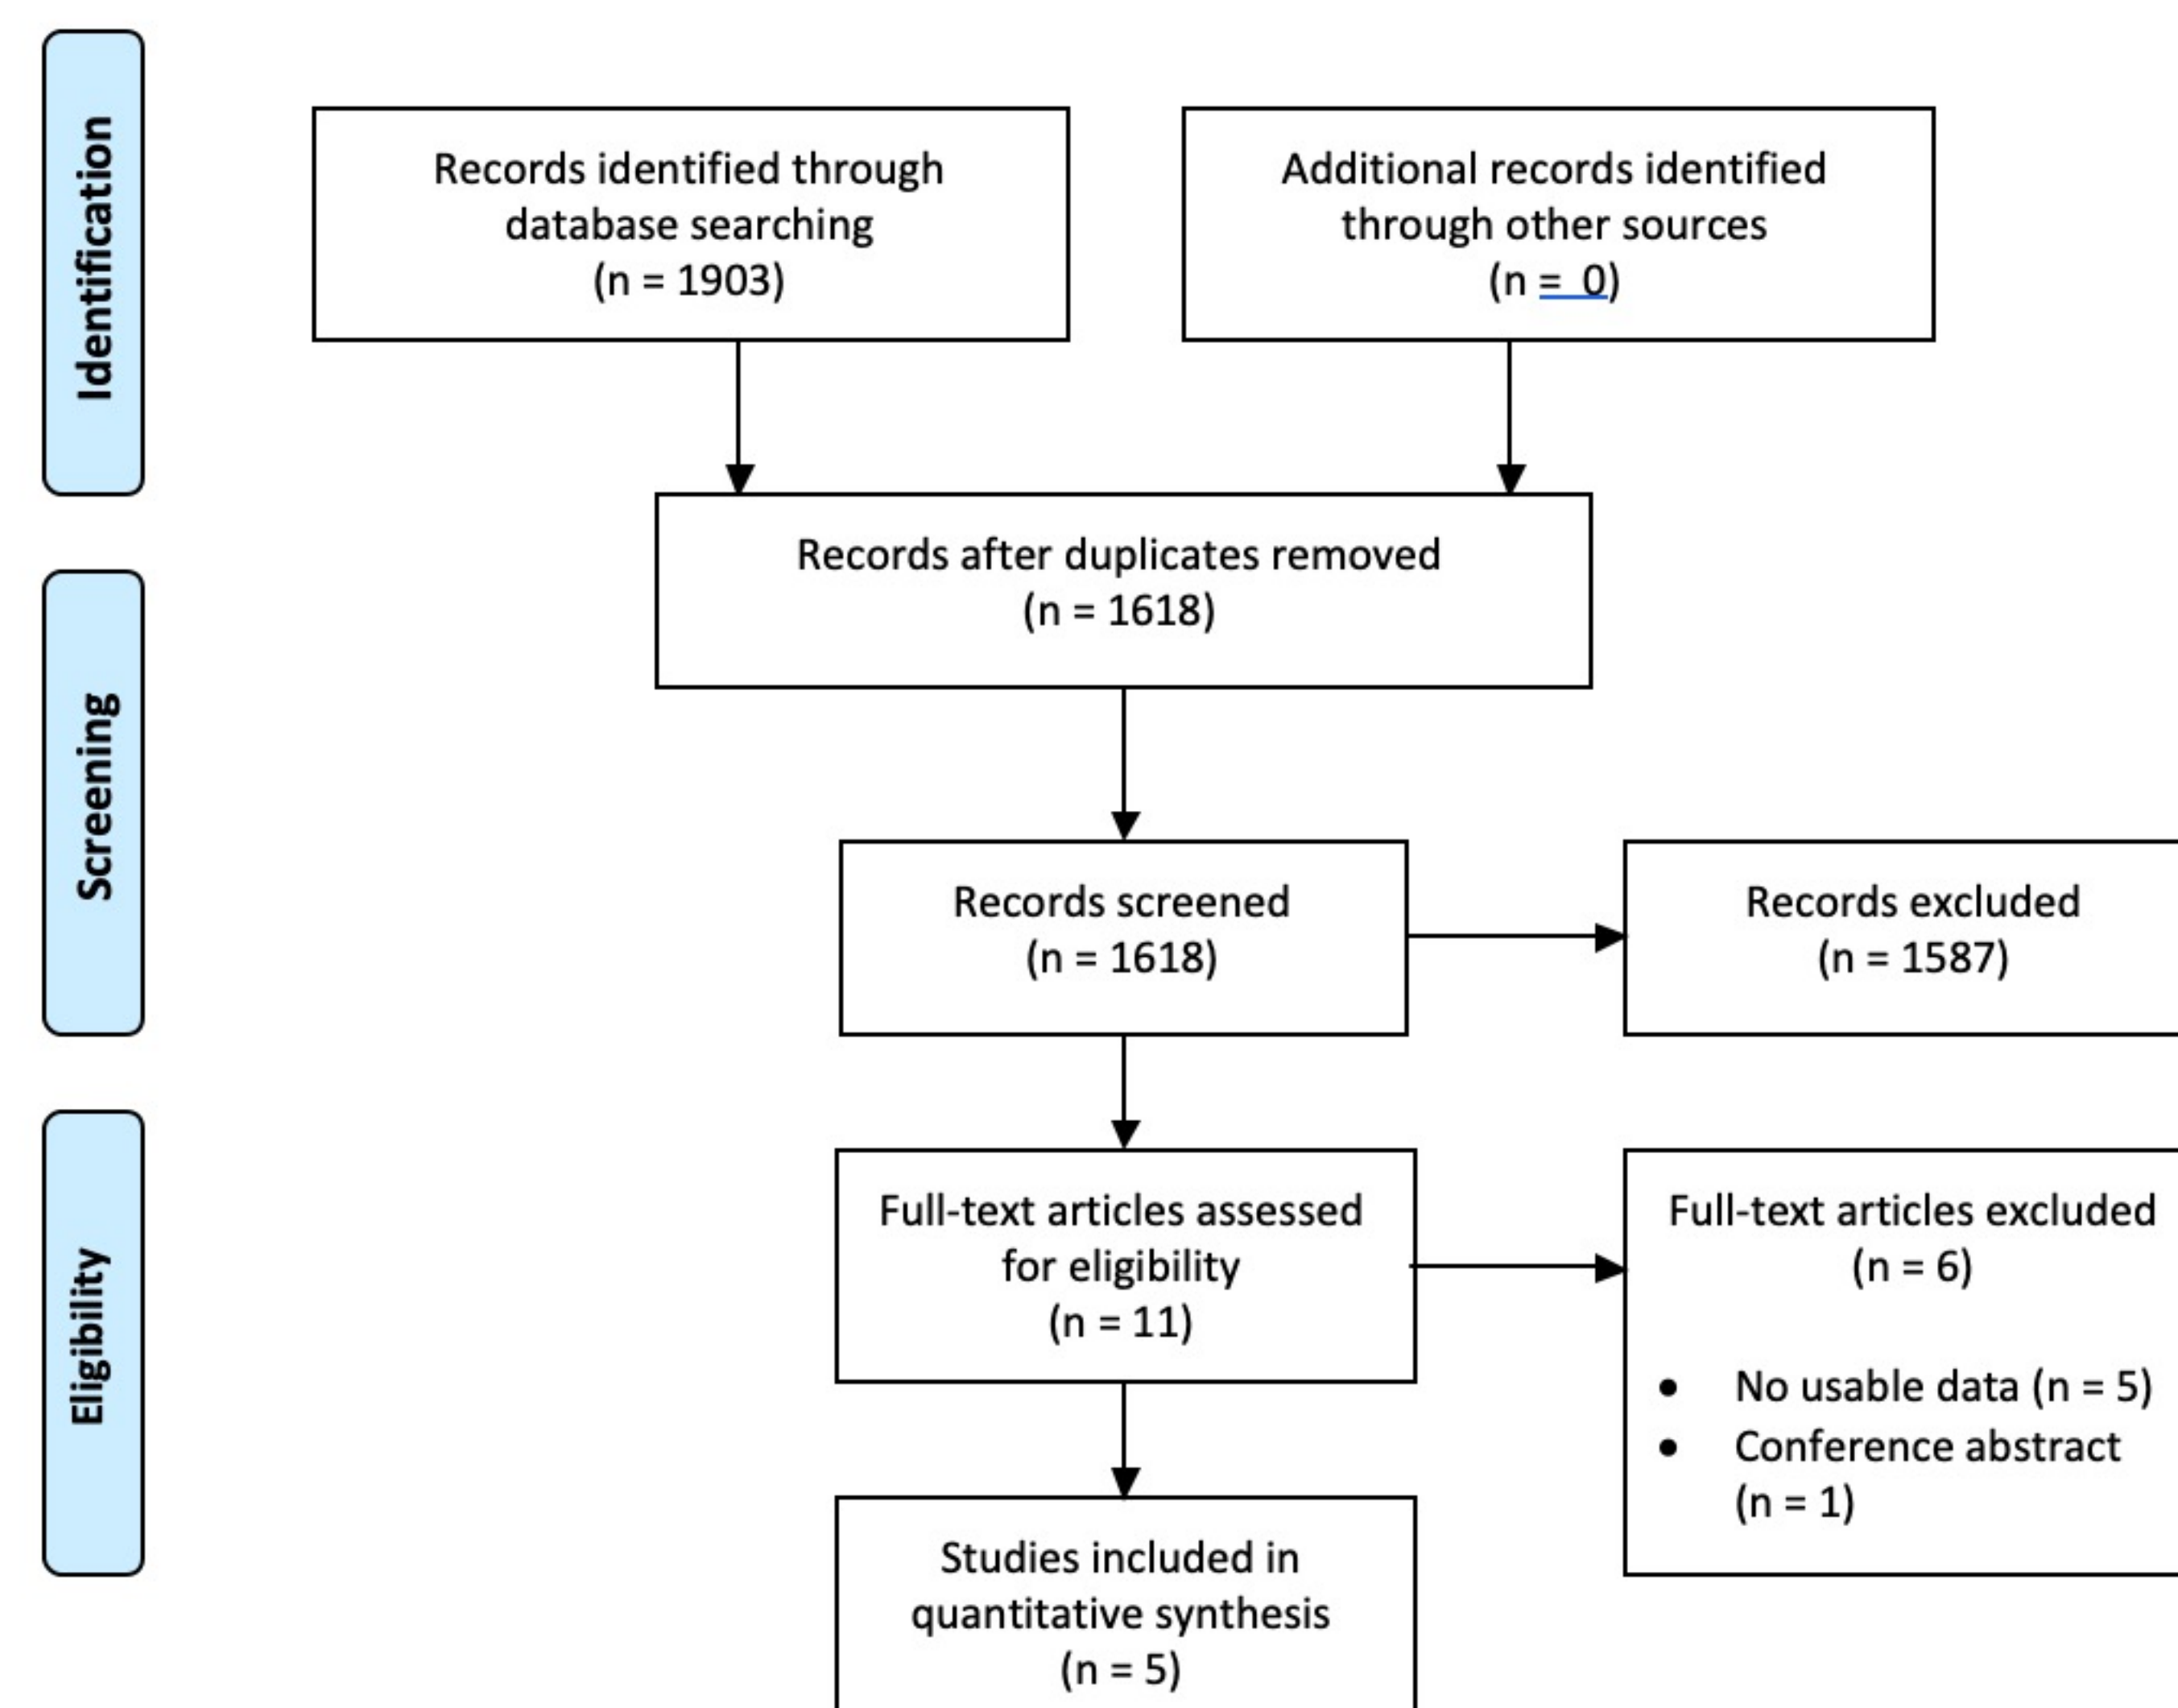 Identification
Records identified through
database searching
(n = 1903)
Additional records identified
through other sources
(n =  0)
Records after duplicates removed
(n = 1618)
Screening
Records screened
(n = 1618)
Records excluded
(n = 1587)
Eligibility
Full-text articles assessed
for eligibility
(n = 11)
Full-text articles excluded
(n = 6)
• No usable data (n = 5)
• Conference abstract
(n = 1)
Studies included in
quantitative synthesis
(n = 5)